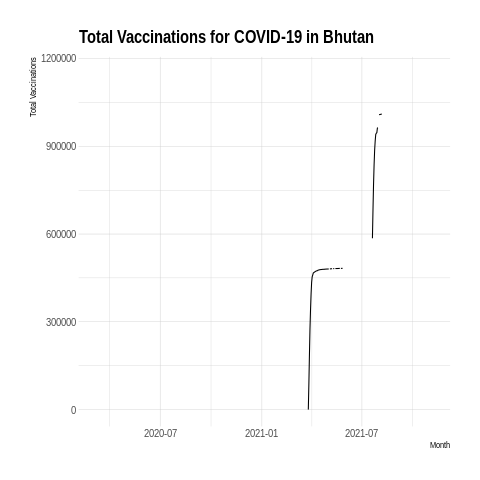 Total Vaccinations for COVID-19 in Bhutan
Total Vaccinations
1200000
900000
600000
300000
0
2020-07 2021-01 2021-07
Month